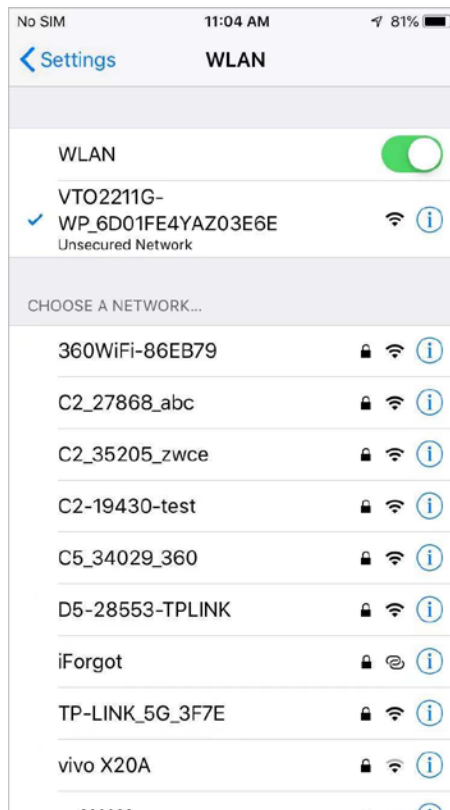 No SIM 11:04 AM 81%
Settings WLAN
WLAN
VTO2211G-
WP_6D01FE4YAZ03E6E
Unsecured Network
CHOOSE A NETWORK...
360WiFi-86EB79
C2_27868_abc
C2_35205_zwce
C2-19430-test
C5_34029_360
D5-28553-TPLINK
iForgot
TP-LINK_5G_3F7E
vivo X20A